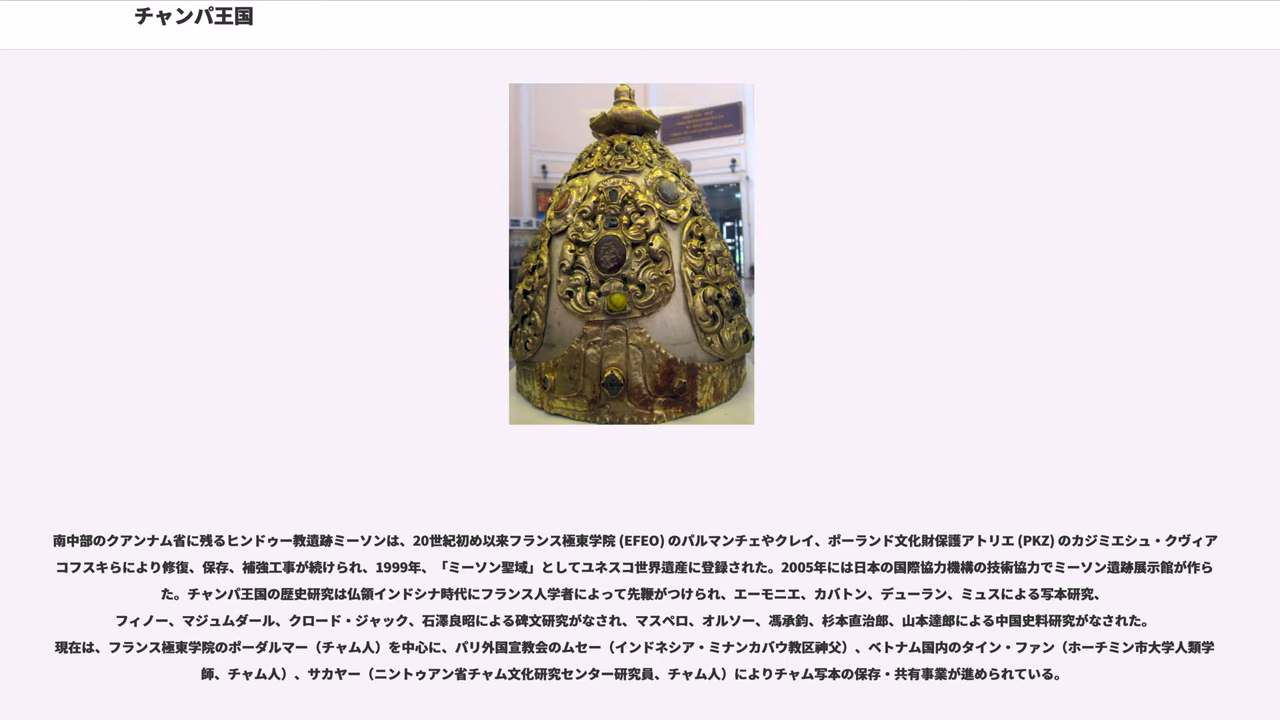 チャンパ王国
南中部のクアンナム省に残るヒンドゥー教遺跡ミーソンは、20世紀初め以来フランス極東学院 (EFEO) のパルマンチェやクレイ、ポーランド文化財保護アトリエ (PKZ) のカジミエシュ・クヴィア
コフスキらにより修復、保存、補強工事が続けられ、1999年、「ミーソン聖域」としてユネスコ世界遺産に登録された。2005年には日本の国際協力機構の技術協力でミーソン遺跡展示館が作ら
た。チャンパ王国の歴史研究は仏領インドシナ時代にフランス人学者によって先鞭がつけられ、エーモニエ、カバトン、デューラン、ミュスによる写本研究、
フィノー、マジュムダール、クロード・ジャック、石澤良昭による碑文研究がなされ、マスペロ、オルソー、馮承鈞、杉本直治郎、山本達郎による中国史料研究がなされた。
現在は、フランス極東学院のポーダルマー（チャム人）を中心に、パリ外国宣教会のムセー（インドネシア・ミナンカバウ教区神父）、ベトナム国内のタイン・ファン（ホーチミン市大学人類学
師、チャム人）、サカヤー（ニントゥアン省チャム文化研究センター研究員、チャム人）によりチャム写本の保存・共有事業が進められている。